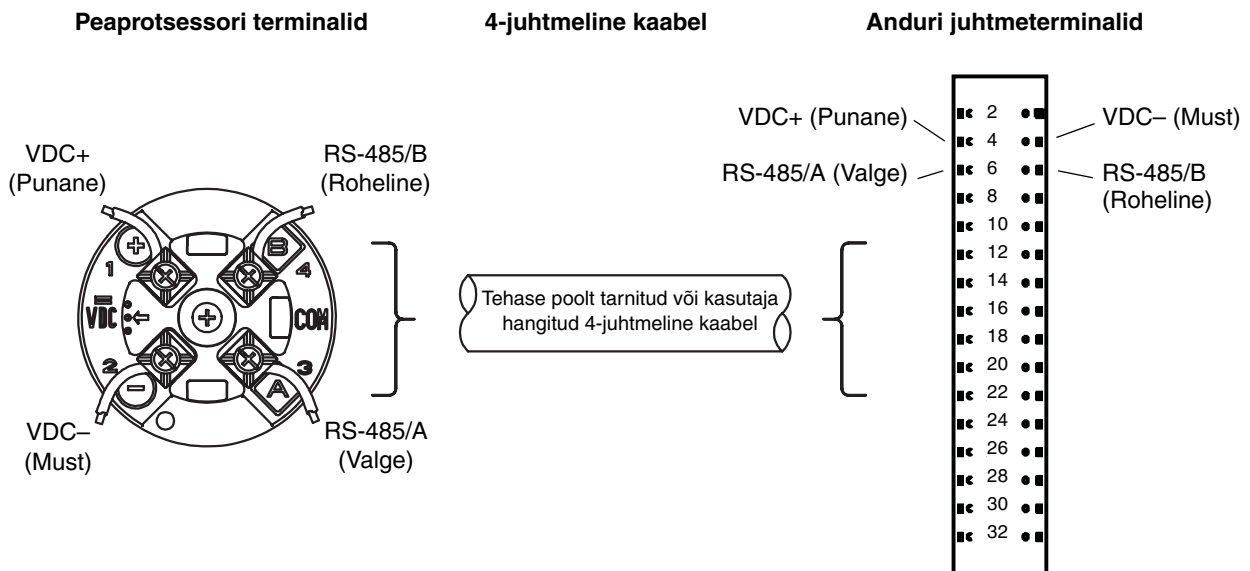 Peaprotsessori terminalid
4-juhtmeline kaabel
Anduri juhtmeterminalid
VDC+
(Punane)
RS-485/B
(Roheline)
1
B
4
VDC
COM
2
3
A
VDC–
(Must)
RS-485/A
(Valge)
Tehase poolt tarnitud või kasutaja
hangitud 4-juhtmeline kaabel
VDC+ (Punane)
RS-485/A (Valge)
2
4
6
8
10
12
14
16
18
20
22
24
26
28
30
32
VDC– (Must)
RS-485/B
(Roheline)